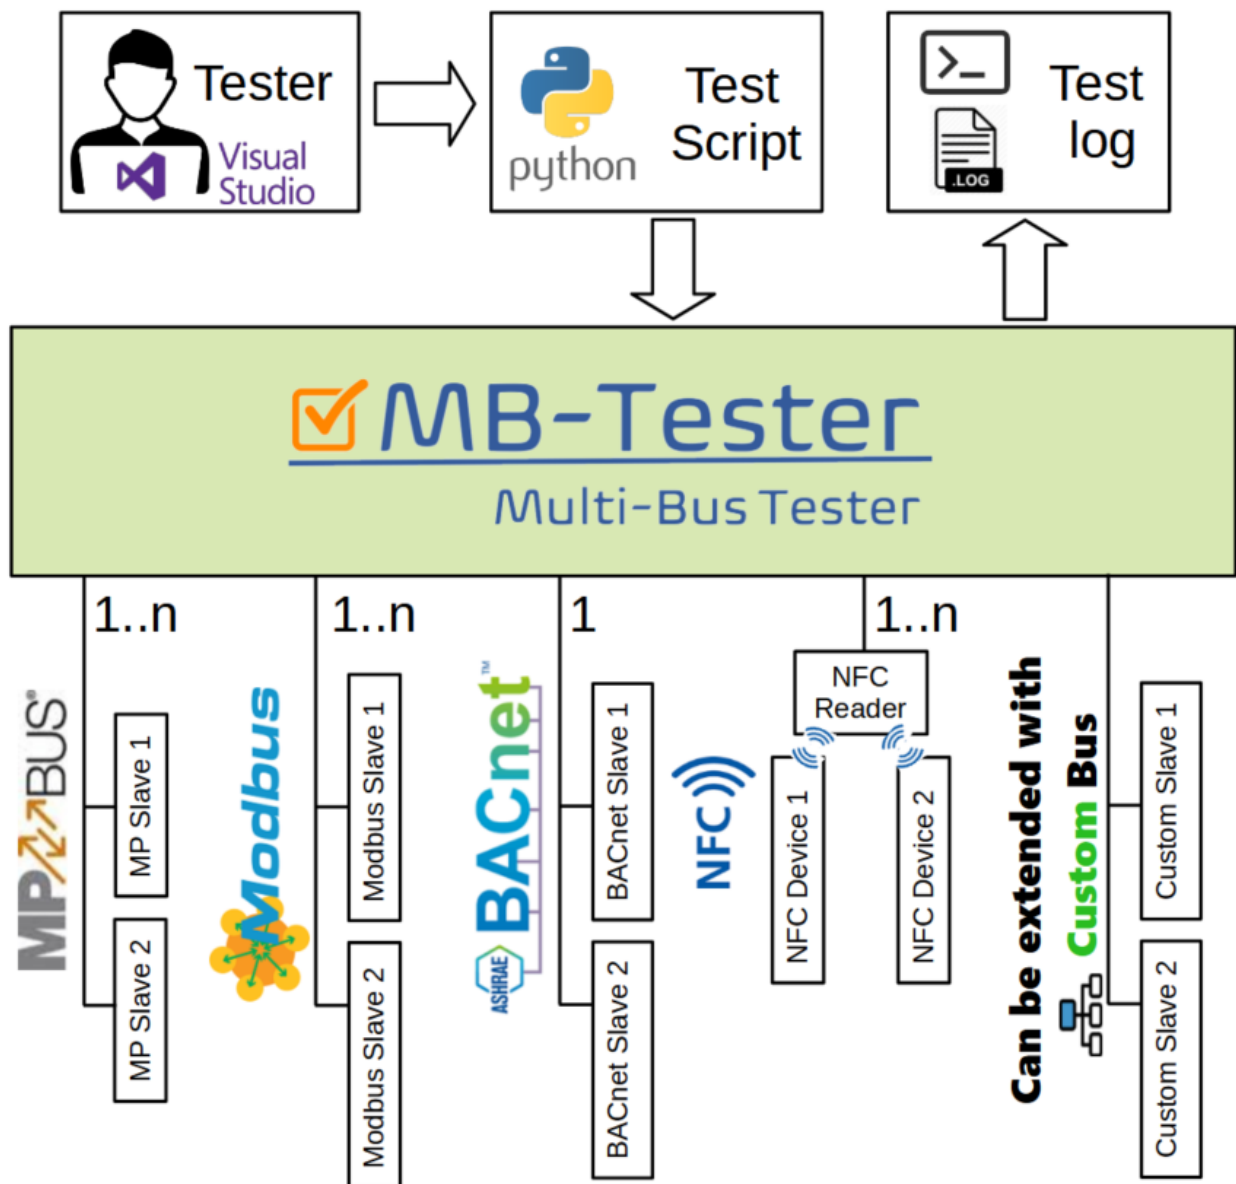 Tester
Visual
Studio
python
Test
Script
>_
.LOG
Test
log
MB-Tester
Multi-Bus Tester
1..n
1..n
1
1..n
MP BUS®
MP Slave 1
MP Slave 2
Modbus
Modbus Slave 1
Modbus Slave 2
ASHRAE BACnet™
BACnet Slave 1
BACnet Slave 2
NFC
NFC
Reader
NFC Device 1
NFC Device 2
Can be extended with
Custom Bus
Custom Slave 1
Custom Slave 2